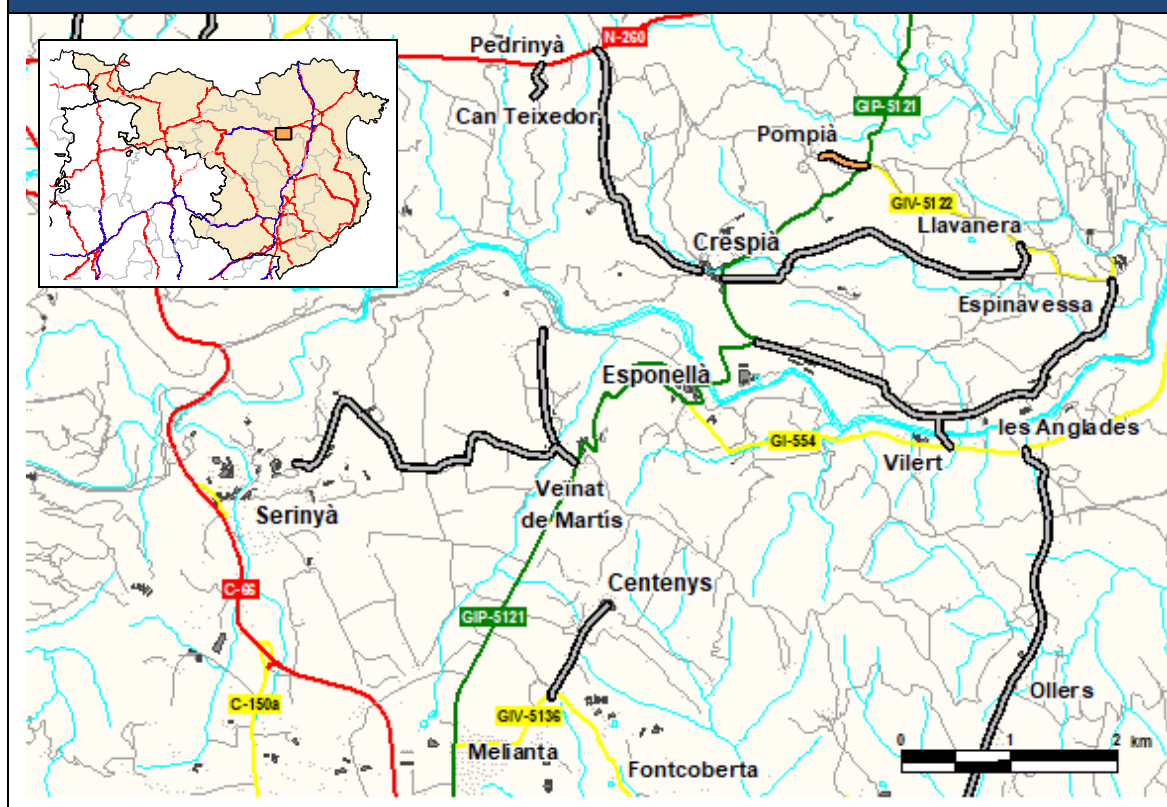 Pedrinyà
N-260
Can Teixedor
GIP-5121
Pompià
GIV-5122
Llavanera
Crespià
Espinavessa
Esponellà
les Anglades
GI-554
Vilert
Veinat
de Martís
Serinyà
Centenys
C-66
GIP-5121
Ollers
C-150a
GIV-5136
Melianta
Fontcoberta
0 1 2 km